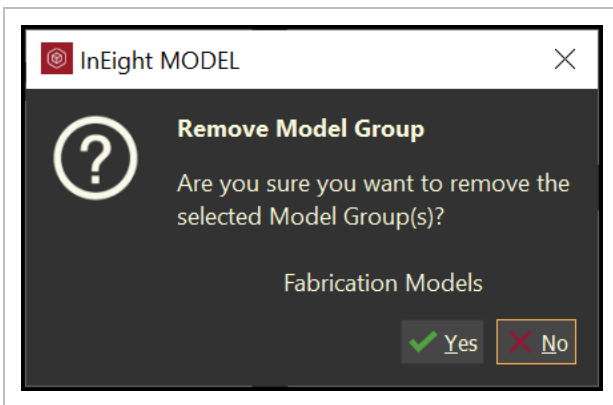 InEight MODEL
Remove Model Group
Are you sure you want to remove the
selected Model Group(s)?
Fabrication Models
Yes No